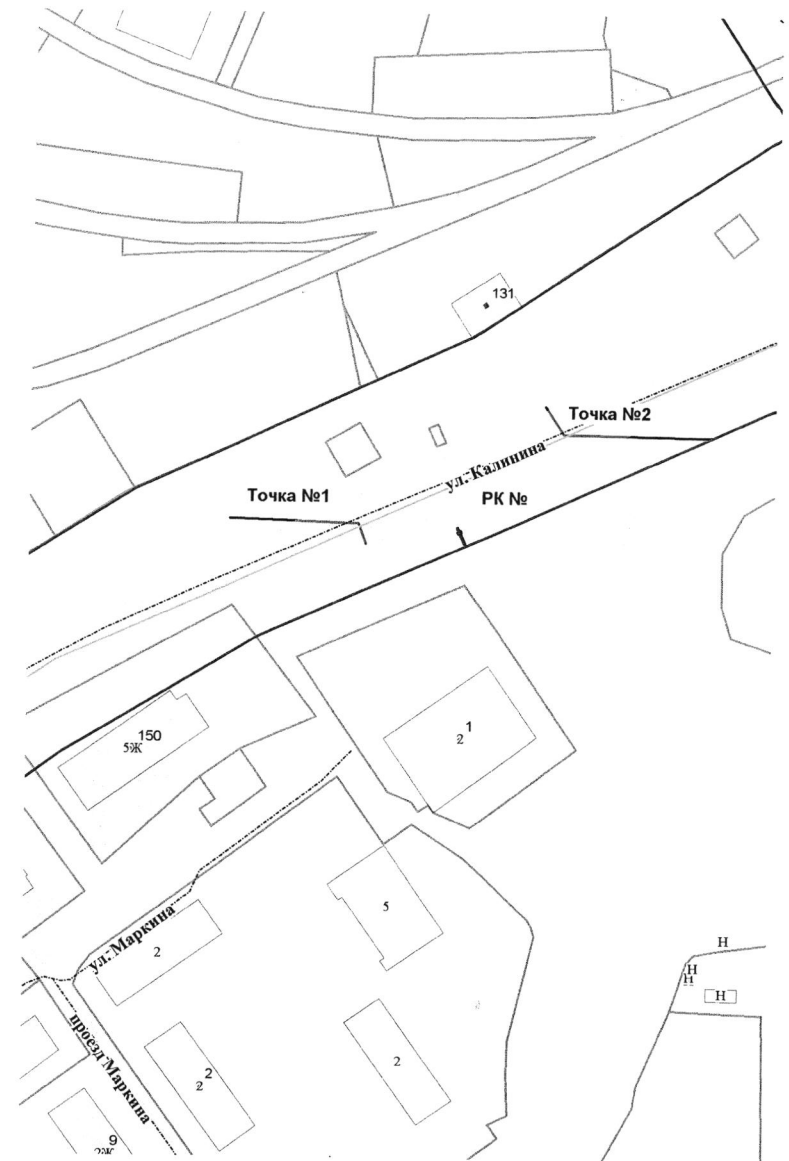 131
Точка №2
ул. Калинина
Точка №1
РК №
150
5Ж
1
2
5
ул. Маркина
2
Н
Н
Н
Н
проезд Маркина
2
2
2
9
2Ж